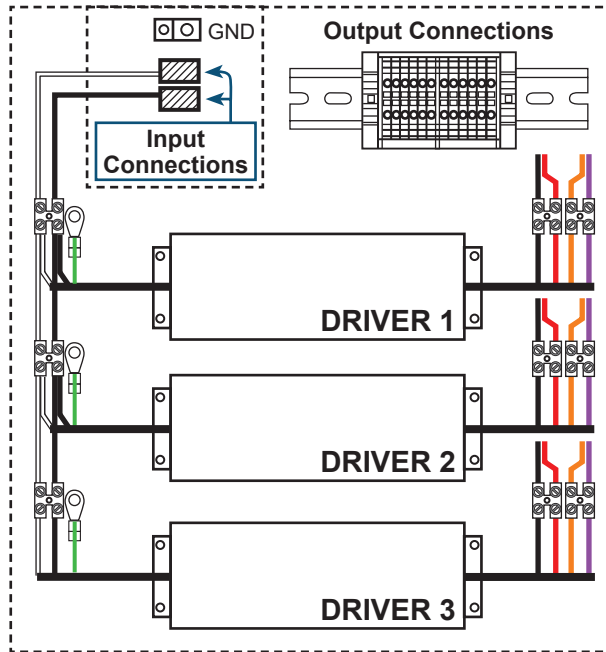 GND
Output Connections
Input
Connections
DRIVER 1
DRIVER 2
DRIVER 3